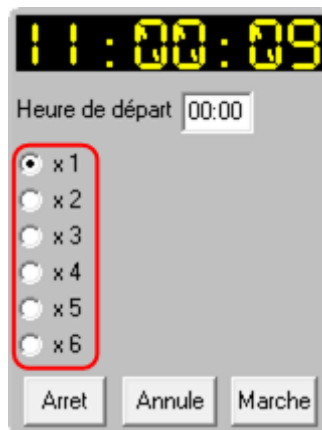 11:00:09
Heure de départ 00:00
x 1
x 2
x 3
x 4
x 5
x 6
Arret Annule Marche